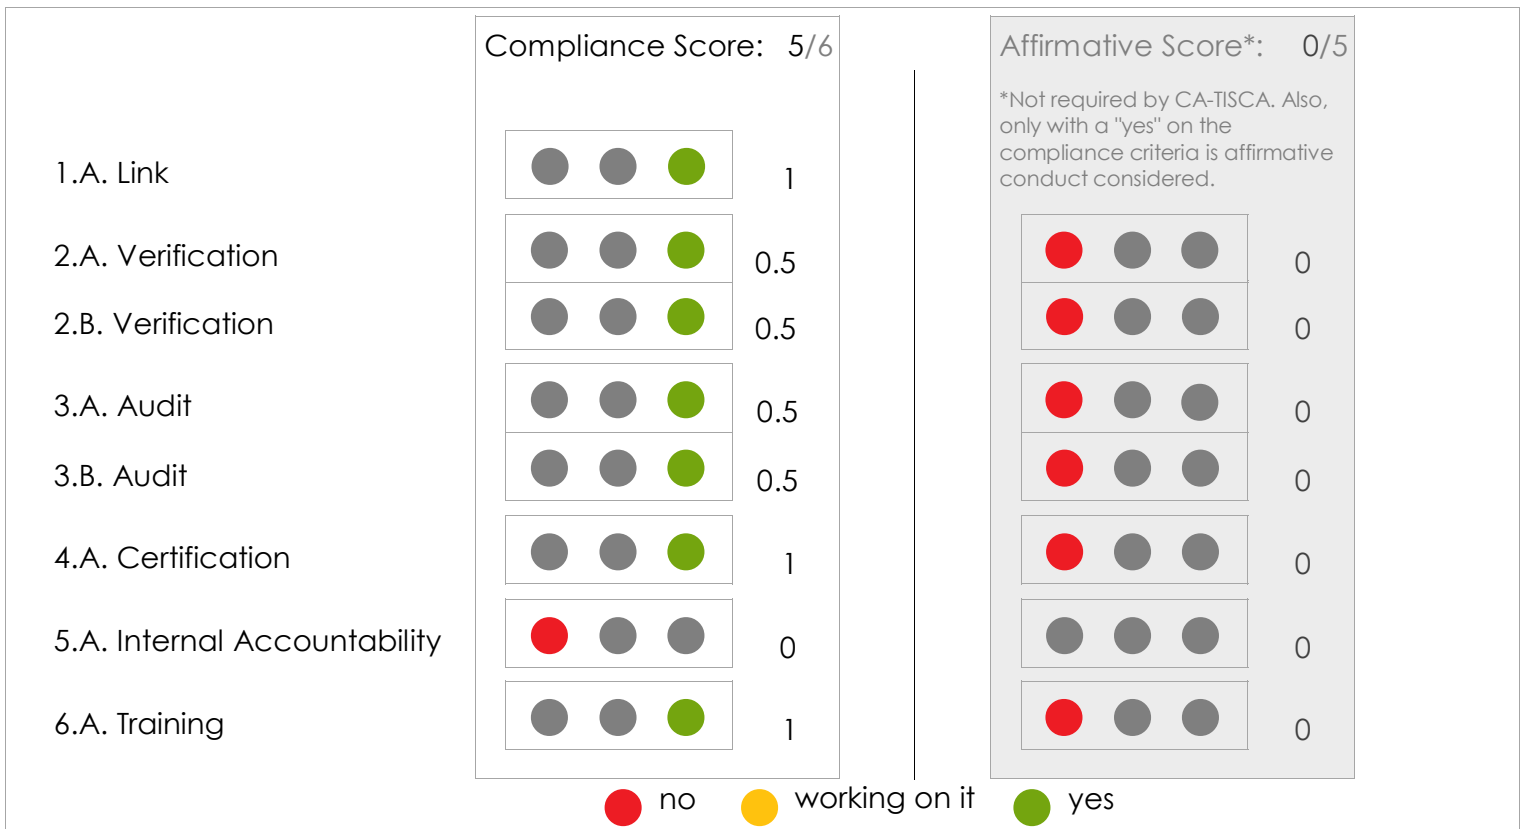 Compliance Score: 5/6
Affirmative Score*: 0/5
*Not required by CA-TISCA. Also,
only with a "yes" on the
compliance criteria is affirmative
conduct considered.
1.A. Link 1
2.A. Verification 0.5 0
2.B. Verification 0.5 0
3.A. Audit 0.5 0
3.B. Audit 0.5 0
4.A. Certification 1 0
5.A. Internal Accountability 0 0
6.A. Training 1 0
no working on it yes